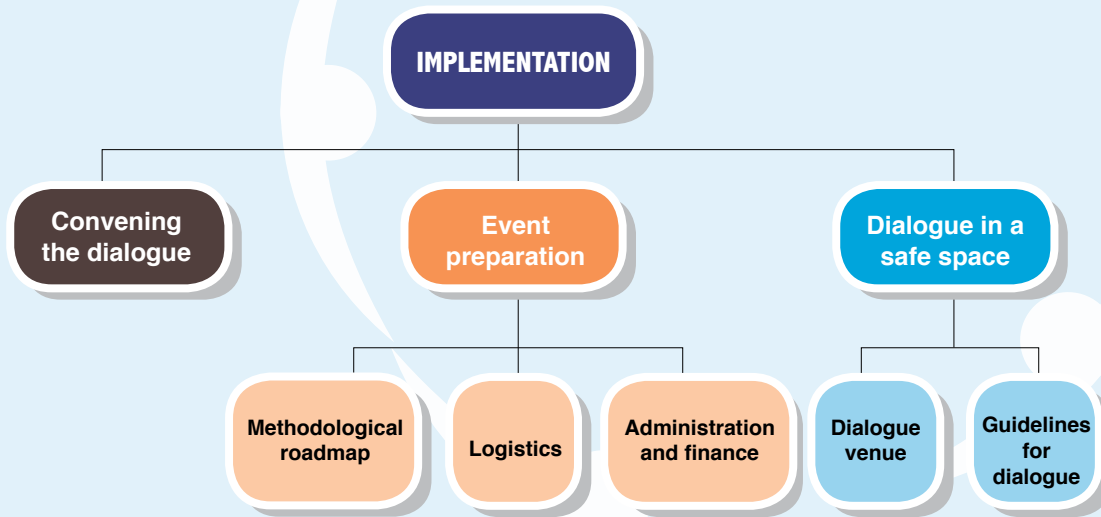 IMPLEMENTATION
Convening
the dialogue
Event
preparation
Dialogue in a
safe space
Methodological
roadmap
Logistics
Administration
and finance
Dialogue
venue
Guidelines
for
dialogue